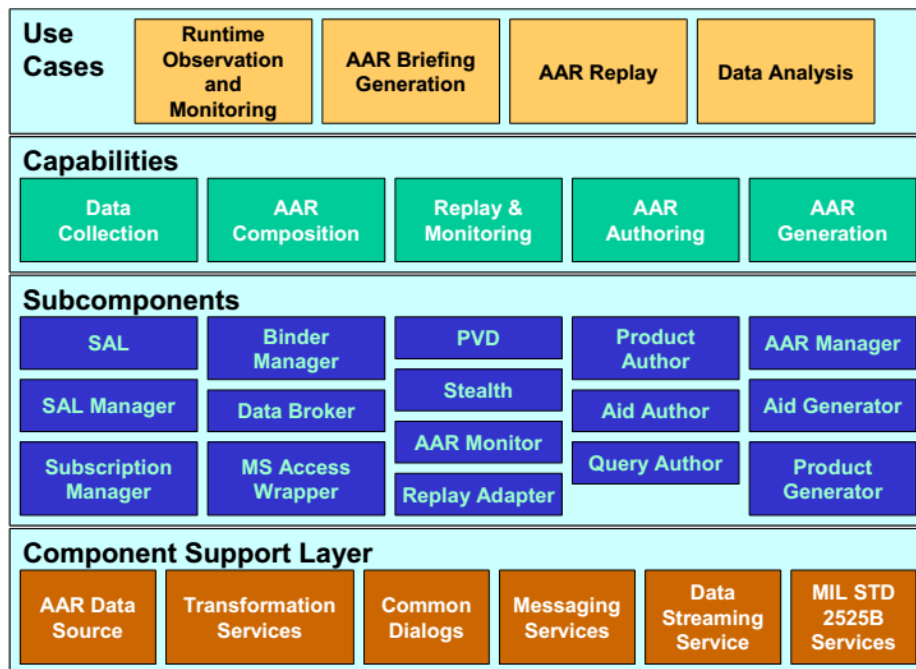 Use
Cases
Runtime
Observation
and
Monitoring
AAR Briefing
Generation
AAR Replay
Data Analysis
Capabilities
Data
Collection
AAR
Composition
Replay &
Monitoring
AAR
Authoring
AAR
Generation
Subcomponents
SAL
SAL Manager
Subscription
Manager
Binder
Manager
Data Broker
MS Access
Wrapper
PVD
Stealth
AAR Monitor
Replay Adapter
Product
Author
Aid Author
Query Author
AAR Manager
Aid Generator
Product
Generator
Component Support Layer
AAR Data
Source
Transformation
Services
Common
Dialogs
Messaging
Services
Data
Streaming
Service
MIL STD
2525B
Services